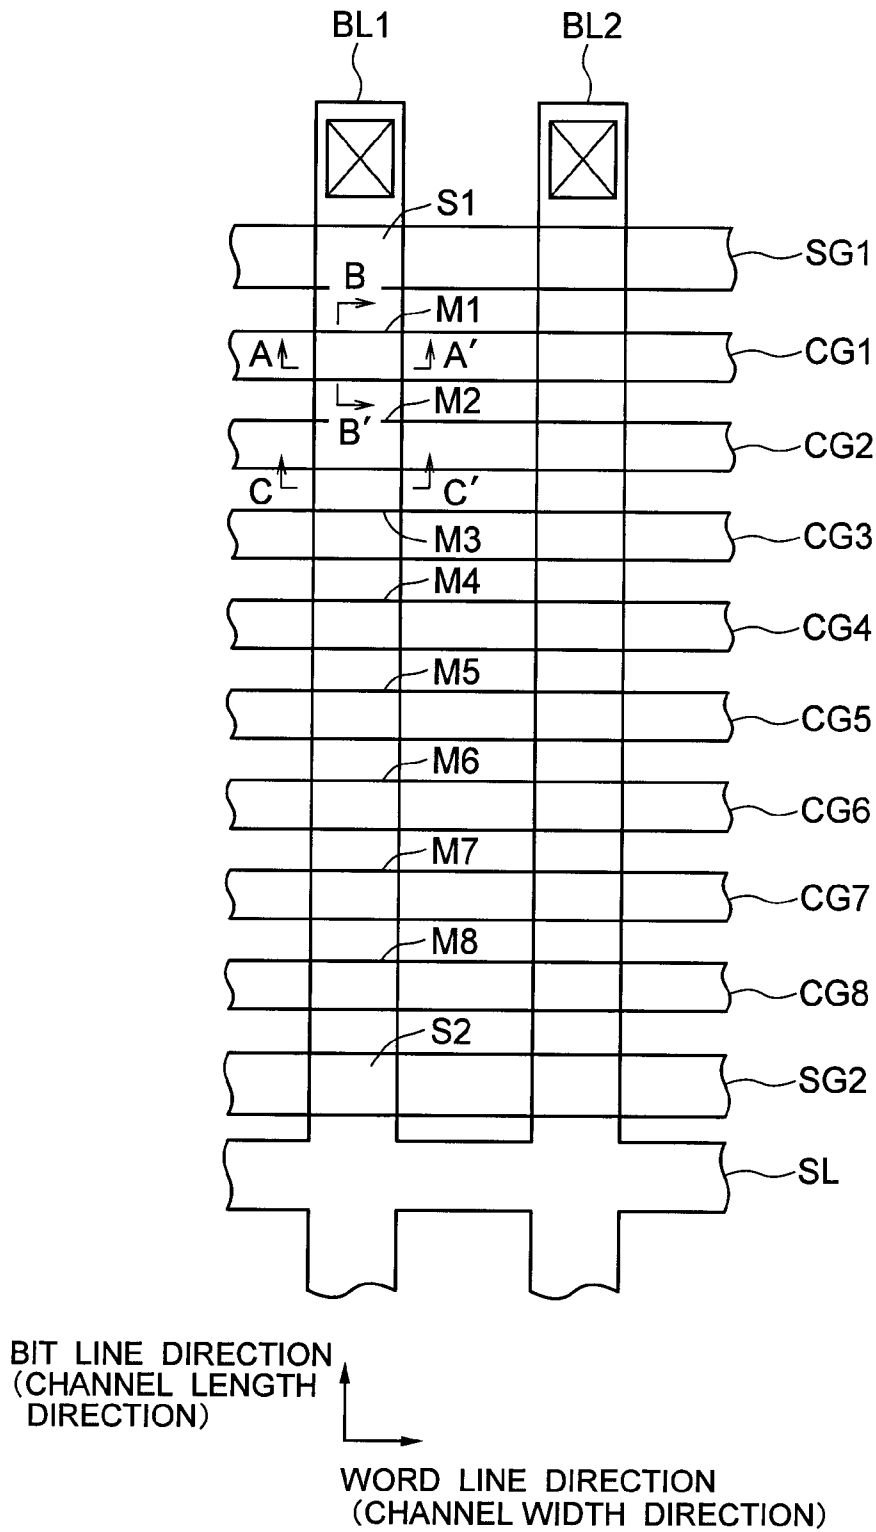 BL1 BL2
S1
SG1
B
M1
A A′ CG1
M2
B′ CG2
C C′
M3 CG3
M4
CG4
M5
CG5
M6
CG6
M7
CG7
M8
CG8
S2
SG2
SL
BIT LINE DIRECTION
(CHANNEL LENGTH
DIRECTION)
WORD LINE DIRECTION
(CHANNEL WIDTH DIRECTION)